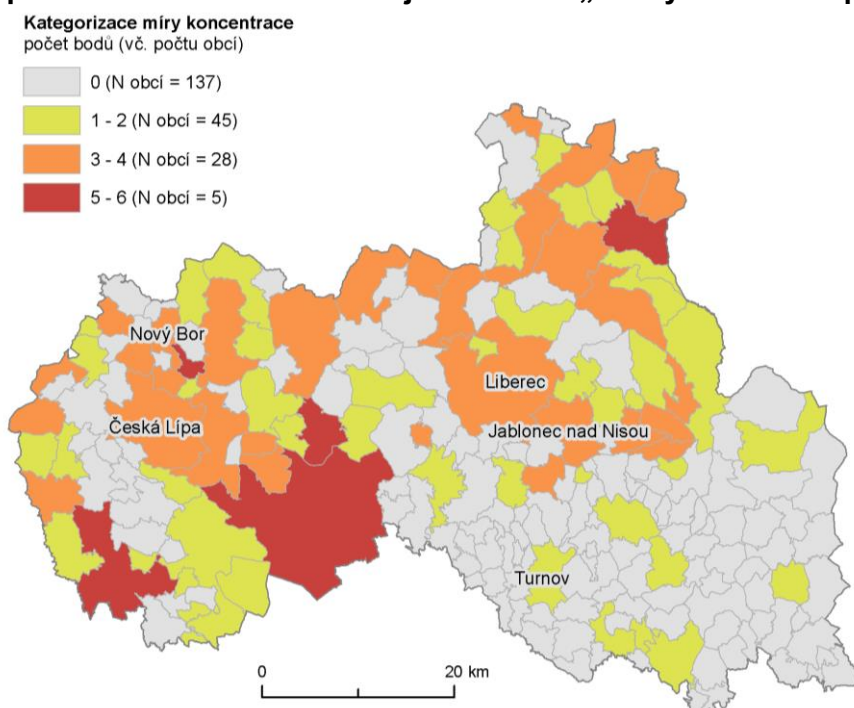 Kategorizace míry koncentrace
počet bodů (vč. počtu obcí)
0 (N obcí = 137)
1 - 2 (N obcí = 45)
3 - 4 (N obcí = 28)
5 - 6 (N obcí = 5)
Nový Bor
Liberec
Česká Lípa
Jablonec nad Nisou
Turnov
0 20 km